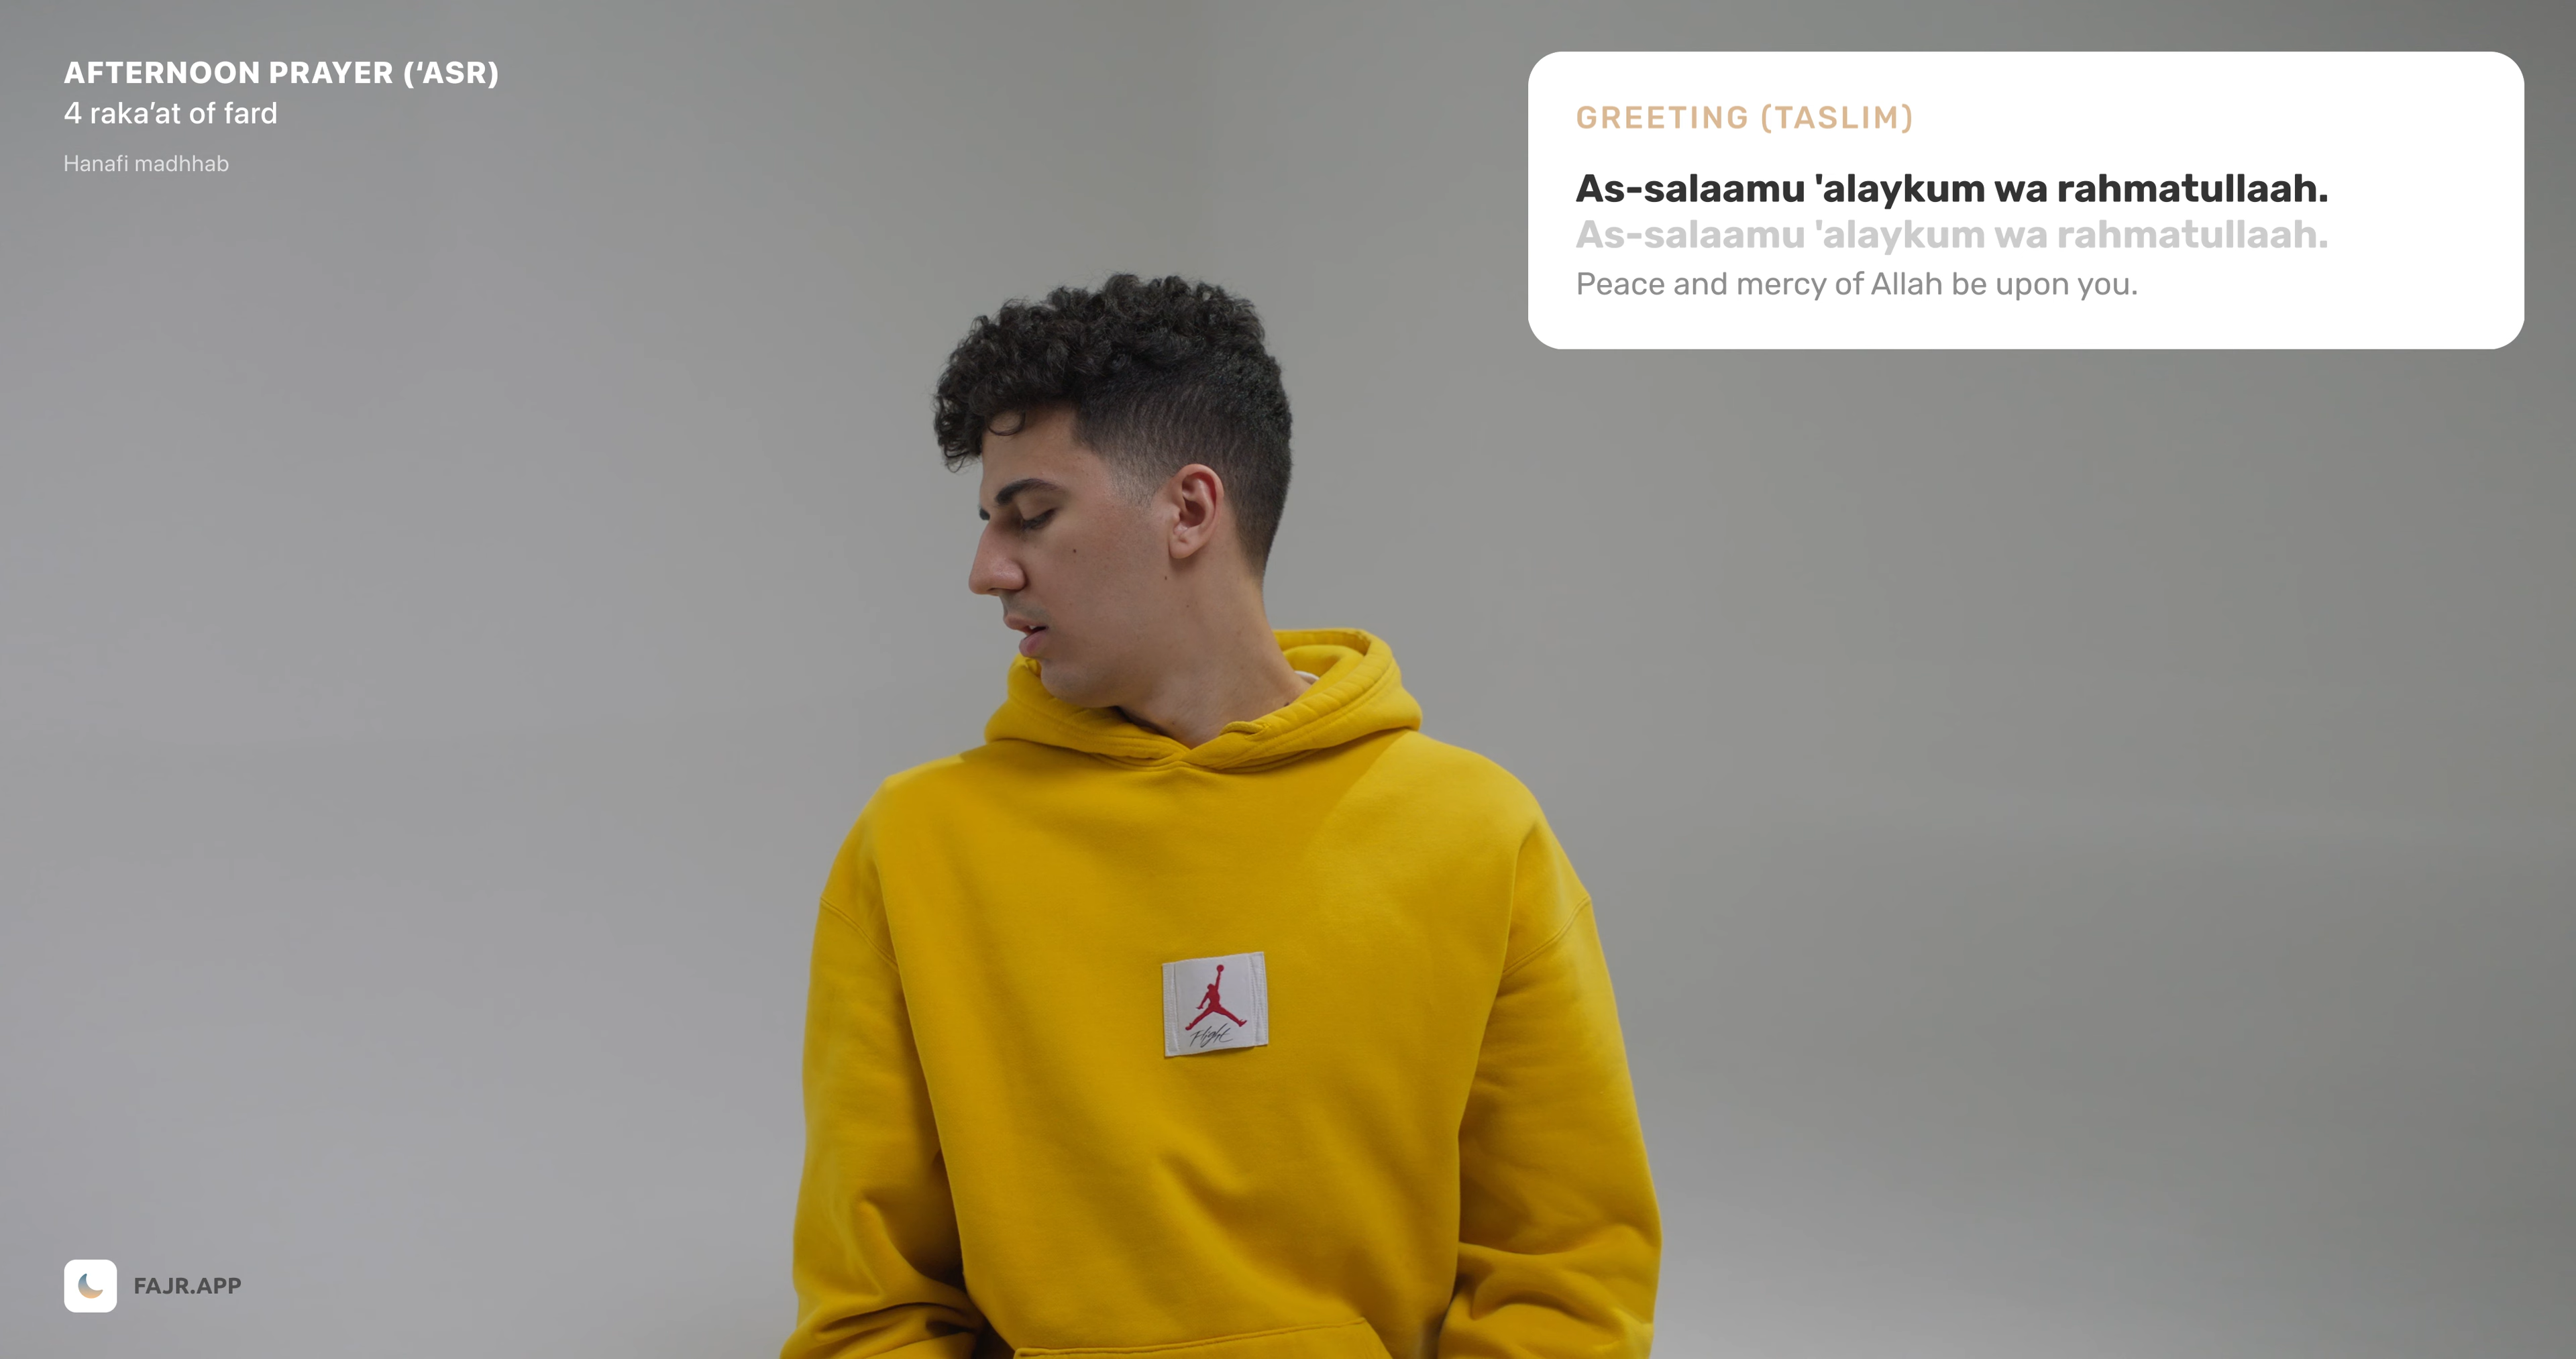 AFTERNOON PRAYER (‘ASR)
4 raka’at of fard
Hanafi madhhab
GREETING (TASLIM)
As-salaamu 'alaykum wa rahmatullaah.
As-salaamu 'alaykum wa rahmatullaah.
Peace and mercy of Allah be upon you.
Flight
FAJR.APP